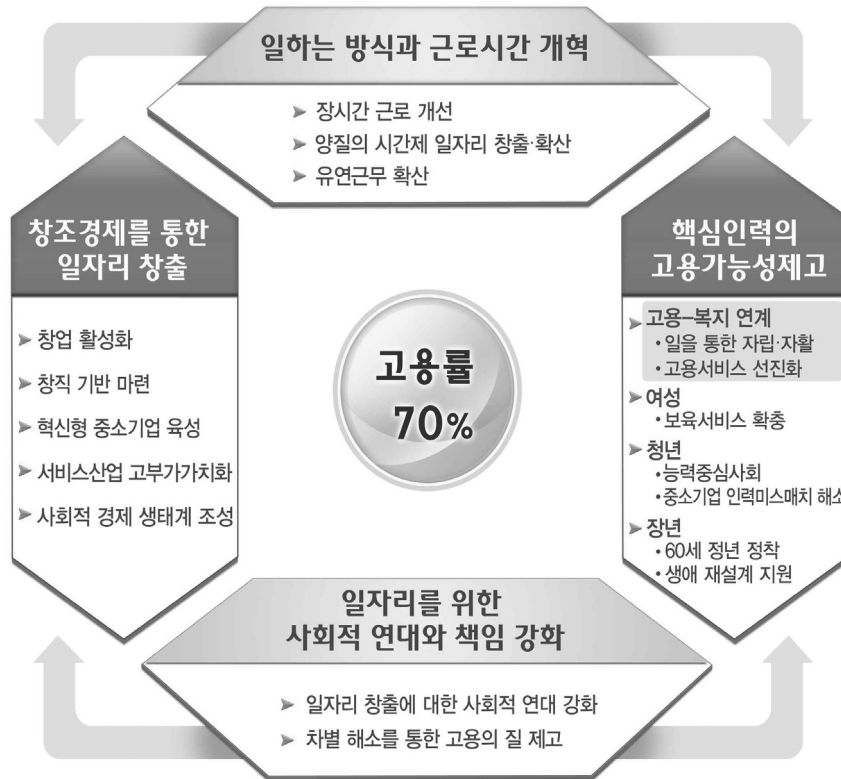 일하는 방식과 근로시간 개혁
➤ 장시간 근로 개선
➤ 양질의 시간제 일자리 창출·확산
➤ 유연근무 확산
창조경제를 통한
일자리 창출
➤ 창업 활성화
➤ 창직 기반 마련
➤ 혁신형 중소기업 육성
➤ 서비스산업 고부가가치화
➤ 사회적 경제 생태계 조성
고용률
70%
핵심인력의
고용가능성제고
➤ 고용-복지 연계
•일을 통한 자립·자활
•고용서비스 선진화
➤ 여성
•보육서비스 확충
➤ 청년
•능력중심사회
•중소기업 인력미스매치 해소
➤ 장년
•60세 정년 정착
•생애 재설계 지원
일자리를 위한
사회적 연대와 책임 강화
➤ 일자리 창출에 대한 사회적 연대 강화
➤ 차별 해소를 통한 고용의 질 제고